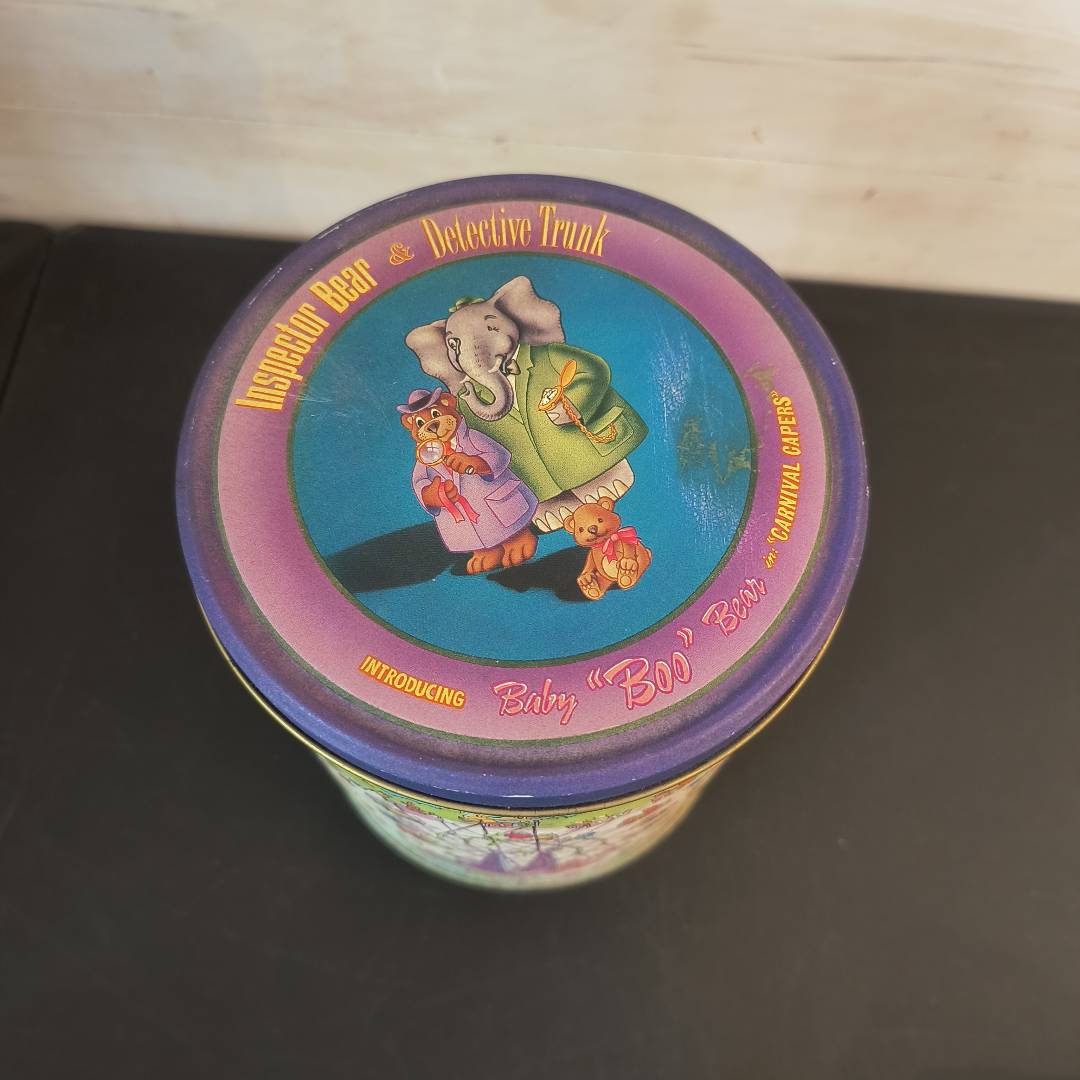 Inspector Bear & Detective Trunk
INTRODUCING Baby "Boo" Bear in: "CARNIVAL CAPERS"